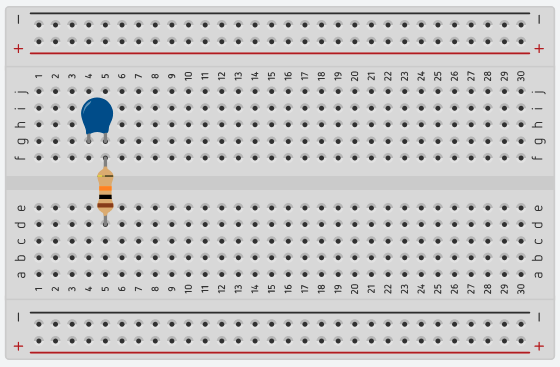 – –
+ +
1 2 3 4 5 6 7 8 9 10 11 12 13 14 15 16 17 18 19 20 21 22 23 24 25 26 27 28 29 30
j j
i i
h h
g g
f f
e e
d d
c c
b b
a a
1 2 3 4 5 6 7 8 9 10 11 12 13 14 15 16 17 18 19 20 21 22 23 24 25 26 27 28 29 30
– –
+ +